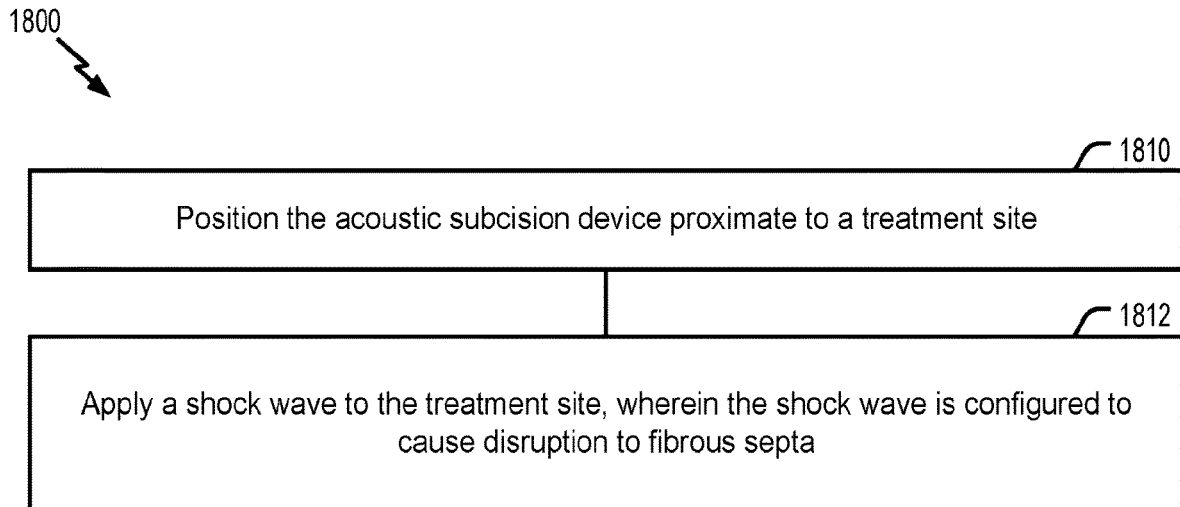 1800
1810
Position the acoustic subcision device proximate to a treatment site
1812
Apply a shock wave to the treatment site, wherein the shock wave is configured to
cause disruption to fibrous septa